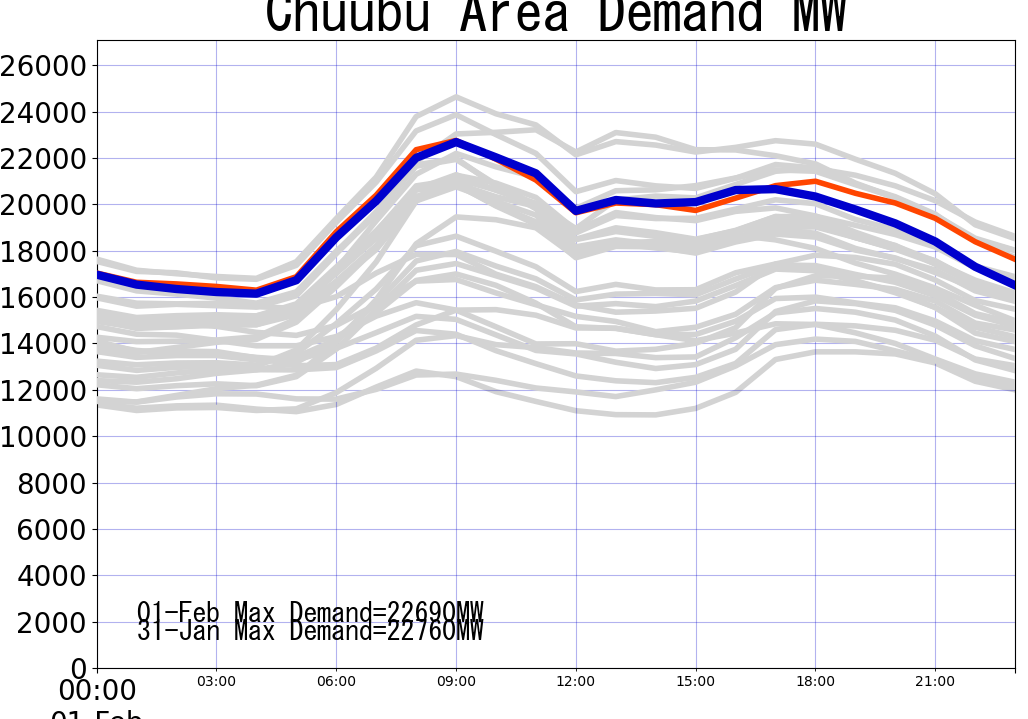 Chuubu Area Demand MW
26000
24000
22000
20000
18000
16000
14000
12000
10000
8000
6000
4000
2000
0
01-Feb Max Demand=22690MW
31-Jan Max Demand=22760MW
00:00 03:00 06:00 09:00 12:00 15:00 18:00 21:00
01-Feb